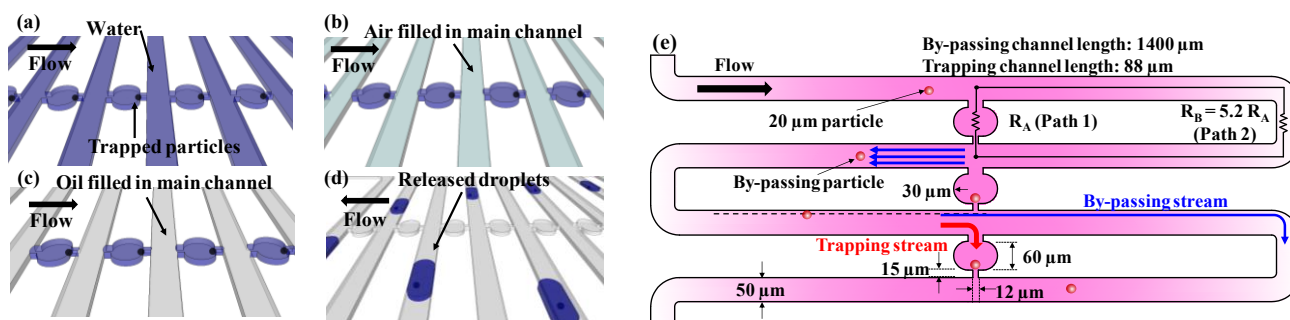 (a)
Water
Flow
Trapped particles
(b)
Air filled in main channel
Flow
(c)
Oil filled in main channel
Flow
(d)
Released droplets
Flow
(e)
By-passing channel length: 1400 µm
Trapping channel length: 88 µm
Flow
20 µm particle
R_A (Path 1)
R_B = 5.2 R_A
(Path 2)
By-passing particle
30 µm
By-passing stream
Trapping stream
60 µm
15 µm
50 µm
12 µm